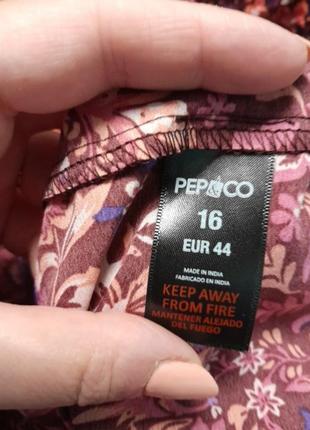 PEP&CO
16
EUR 44
MADE IN INDIA
FABRICADO EN INDIA
KEEP AWAY
FROM FIRE
MANTENER ALEJADO
DEL FUEGO